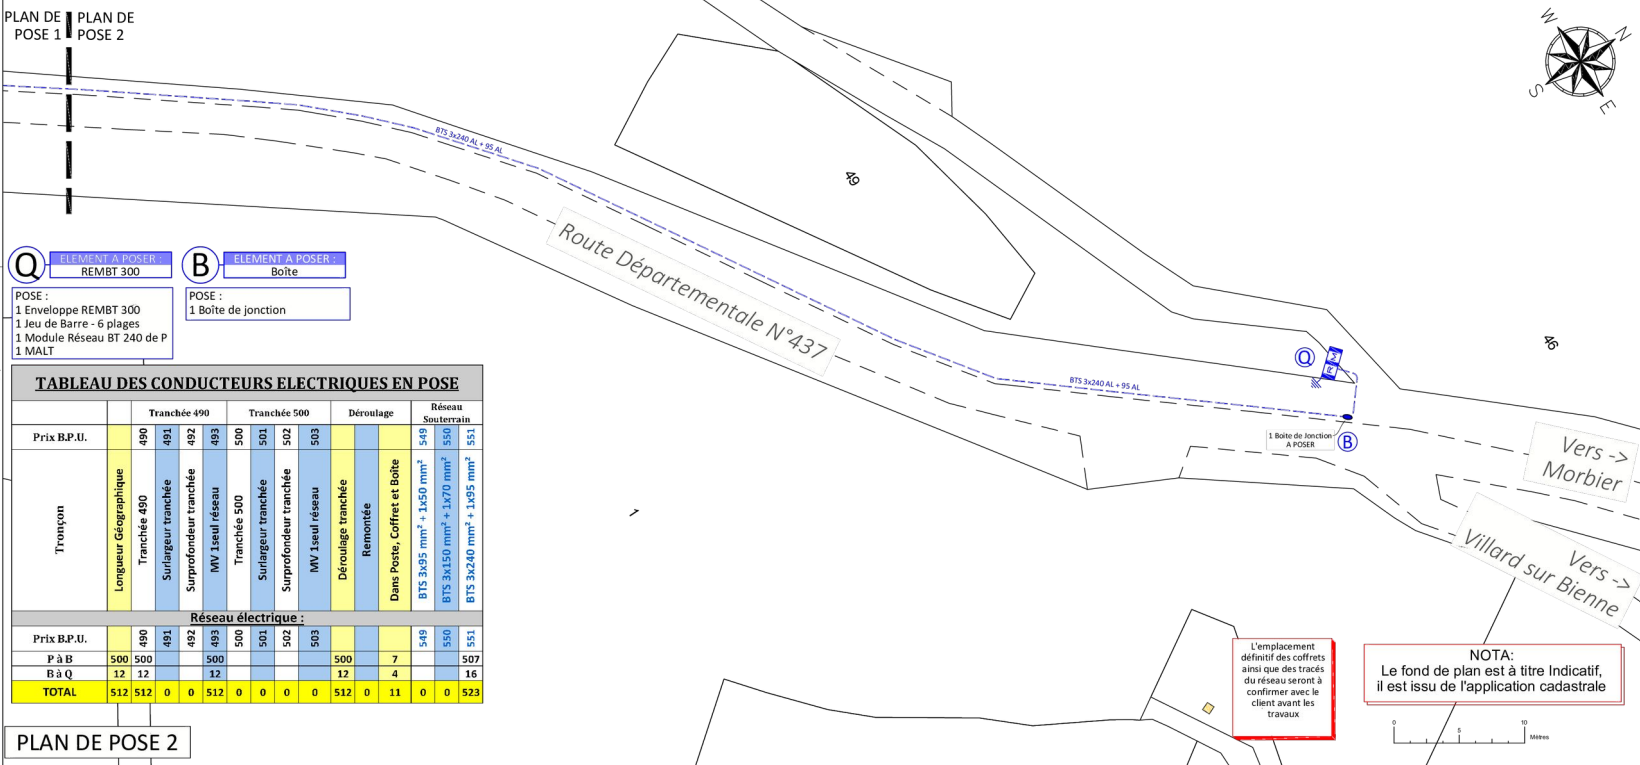 PLAN DE
POSE 1
PLAN DE
POSE 2
W
N
S
E
BTS 3x240 AL + 95 AL
49
Route Départementale N°437
46
Q
ELEMENT A POSER :
REMBT 300
POSE :
1 Enveloppe REMBT 300
1 Jeu de Barre - 6 plages
1 Module Réseau BT 240 de P
1 MALT
B
ELEMENT A POSER :
Boîte
POSE :
1 Boîte de jonction
Q
R M
BTS 3x240 AL + 95 AL
1 Boite de Jonction
A POSER
B
Vers ->
Morbier
Vers ->
Villard sur Bienne
1
TABLEAU DES CONDUCTEURS ELECTRIQUES EN POSE
Tranchée 490 Tranchée 500 Déroulage Réseau
Souterrain
Prix B.P.U. 490 491 492 493 500 501 502 503 549 550 551
Tronçon
Longueur Géographique
Tranchée 490
Surlargeur tranchée
Surprofondeur tranchée
MV 1seul réseau
Tranchée 500
Surlargeur tranchée
Surprofondeur tranchée
MV 1seul réseau
Déroulage tranchée
Remontée
Dans Poste, Coffret et Boîte
BTS 3x95 mm² + 1x50 mm²
BTS 3x150 mm² + 1x70 mm²
BTS 3x240 mm² + 1x95 mm²
Réseau électrique :
Prix B.P.U. 490 491 492 493 500 501 502 503 549 550 551
P à B 500 500 500 500 7 507
B à Q 12 12 12 12 4 16
TOTAL 512 512 0 0 512 0 0 0 0 512 0 11 0 0 523
PLAN DE POSE 2
L'emplacement
définitif des coffrets
ainsi que des tracés
du réseau seront à
confirmer avec le
client avant les
travaux
NOTA:
Le fond de plan est à titre Indicatif,
il est issu de l'application cadastrale
0 5 10
Mètres